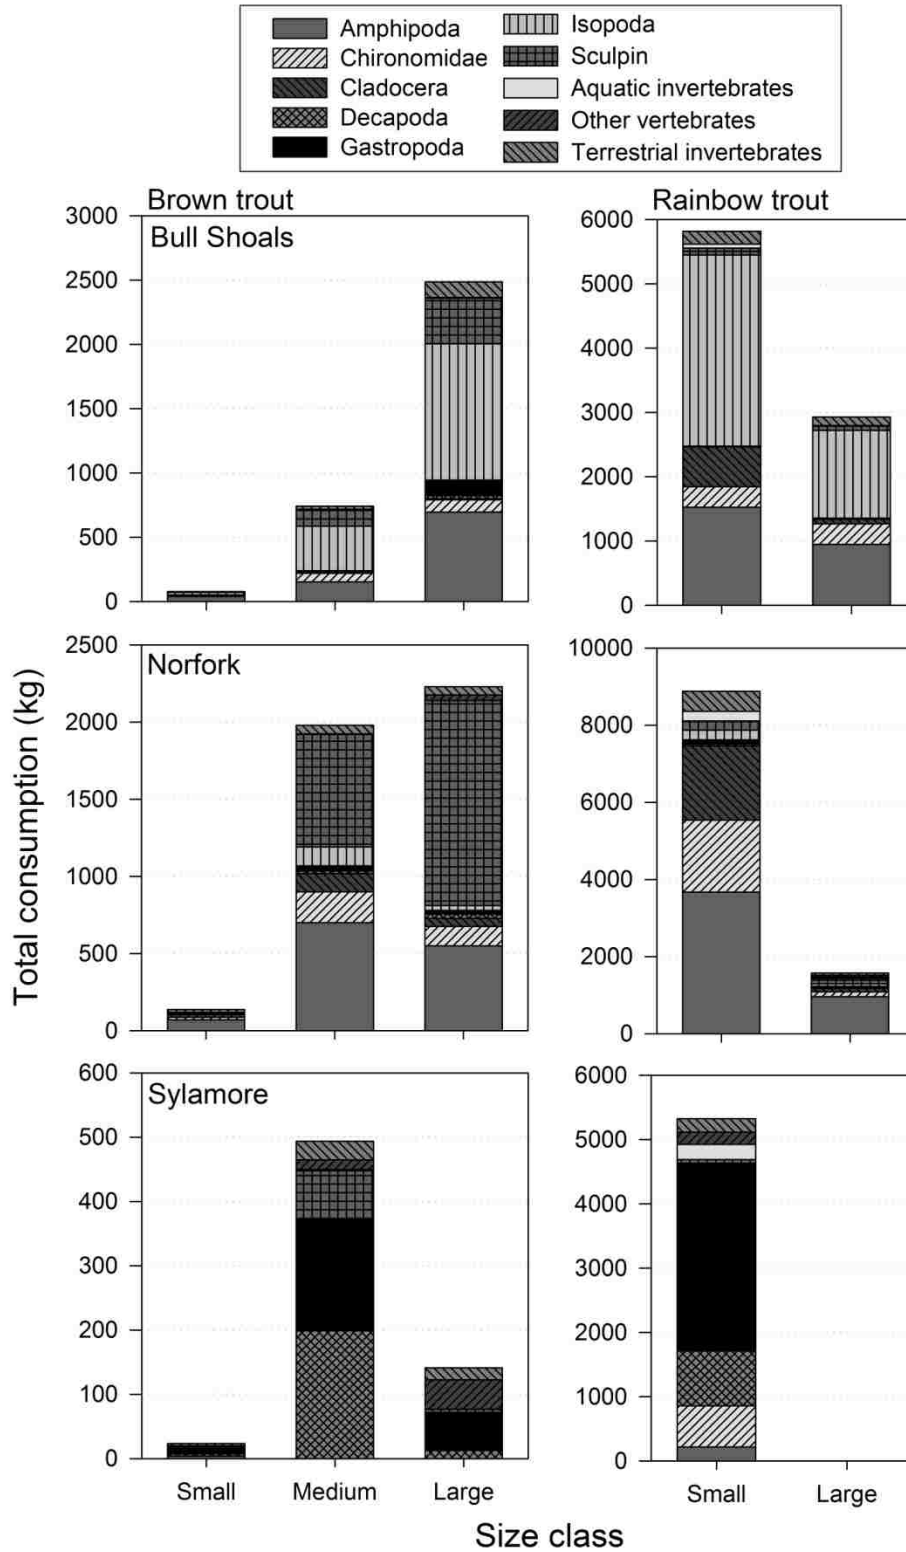 Amphipoda
Chironomidae
Cladocera
Decapoda
Gastropoda
Isopoda
Sculpin
Aquatic invertebrates
Other vertebrates
Terrestrial invertebrates
Brown trout
Rainbow trout
Bull Shoals
3000
2500
2000
1500
1000
500
0
6000
5000
4000
3000
2000
1000
0
Total consumption (kg)
Norfork
2500
2000
1500
1000
500
0
10000
8000
6000
4000
2000
0
Sylamore
600
500
400
300
200
100
0
6000
5000
4000
3000
2000
1000
0
Small Medium Large
Small Large
Size class